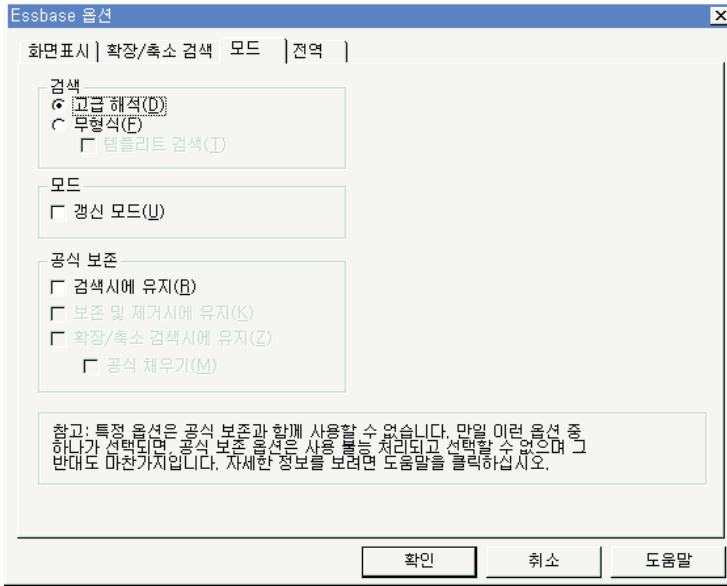 Essbase 옵션
화면표시 확장/축소 검색 모드 전역
검색
고급 해석(D)
무형식(F)
템플리트 검색(T)
모드
갱신 모드(U)
공식 보존
검색시에 유지(R)
보존 및 제거시에 유지(K)
확장/축소 검색시에 유지(Z)
공식 채우기(M)
참고: 특정 옵션은 공식 보존과 함께 사용할 수 없습니다. 만일 이런 옵션 중
하나가 선택되면, 공식 보존 옵션은 사용 불능 처리되고 선택할 수 없으며 그
반대도 마찬가지입니다. 자세한 정보를 보려면 도움말을 클릭하십시오.
확인 취소 도움말